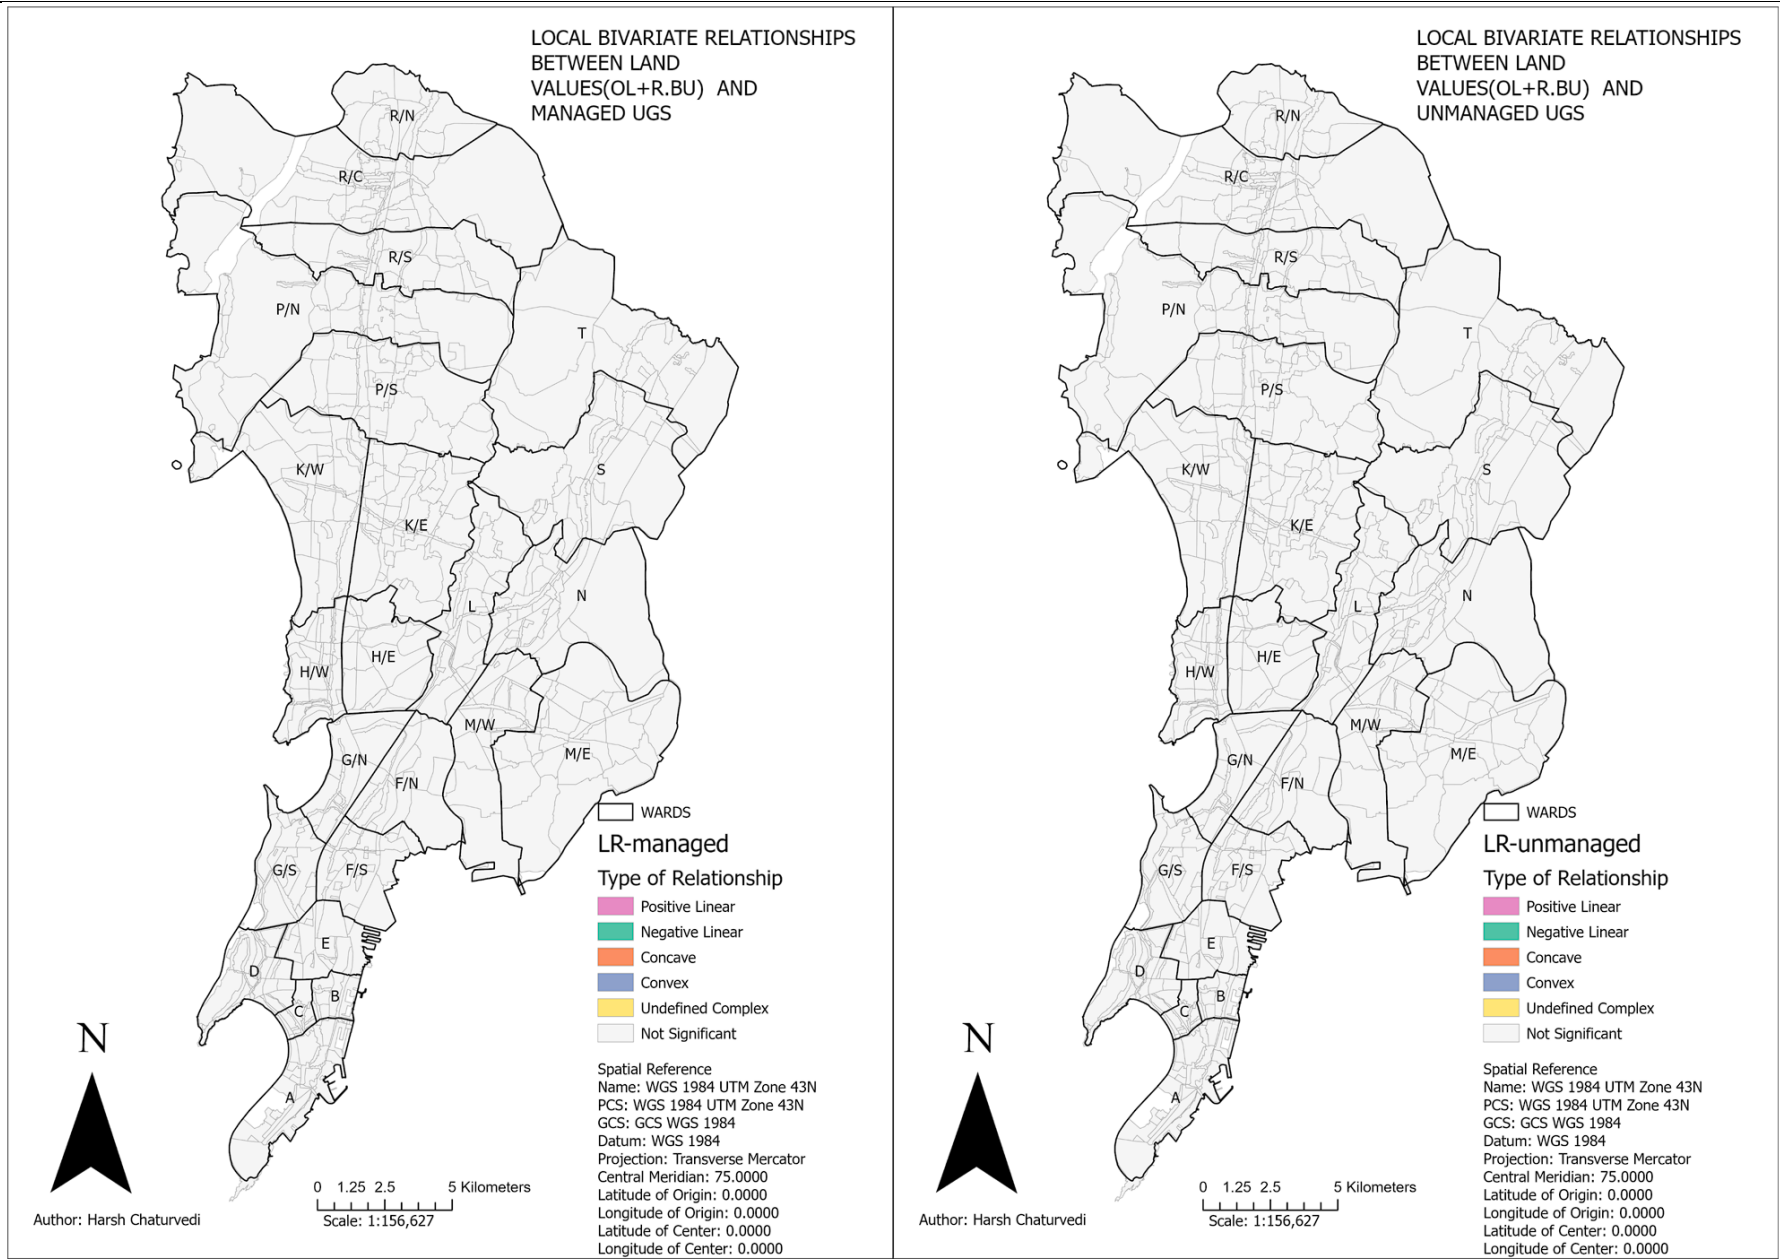 LOCAL BIVARIATE RELATIONSHIPS
BETWEEN LAND
VALUES(OL+R.BU) AND
MANAGED UGS
R/N
R/C
R/S
P/N
T
P/S
K/W
S
K/E
N
L
H/E
H/W
M/W
G/N
M/E
F/N
G/S
F/S
E
D
B
C
A
WARDS
LR-managed
Type of Relationship
Positive Linear
Negative Linear
Concave
Convex
Undefined Complex
Not Significant
N
Spatial Reference
Name: WGS 1984 UTM Zone 43N
PCS: WGS 1984 UTM Zone 43N
GCS: GCS WGS 1984
Datum: WGS 1984
Projection: Transverse Mercator
Central Meridian: 75.0000
Latitude of Origin: 0.0000
Longitude of Origin: 0.0000
Latitude of Center: 0.0000
Longitude of Center: 0.0000
0 1.25 2.5 5 Kilometers
Scale: 1:156,627
Author: Harsh Chaturvedi
LOCAL BIVARIATE RELATIONSHIPS
BETWEEN LAND
VALUES(OL+R.BU) AND
UNMANAGED UGS
R/N
R/C
R/S
P/N
T
P/S
K/W
S
K/E
N
L
H/E
H/W
M/W
G/N
M/E
F/N
G/S
F/S
E
D
B
C
A
WARDS
LR-unmanaged
Type of Relationship
Positive Linear
Negative Linear
Concave
Convex
Undefined Complex
Not Significant
N
Spatial Reference
Name: WGS 1984 UTM Zone 43N
PCS: WGS 1984 UTM Zone 43N
GCS: GCS WGS 1984
Datum: WGS 1984
Projection: Transverse Mercator
Central Meridian: 75.0000
Latitude of Origin: 0.0000
Longitude of Origin: 0.0000
Latitude of Center: 0.0000
Longitude of Center: 0.0000
0 1.25 2.5 5 Kilometers
Scale: 1:156,627
Author: Harsh Chaturvedi